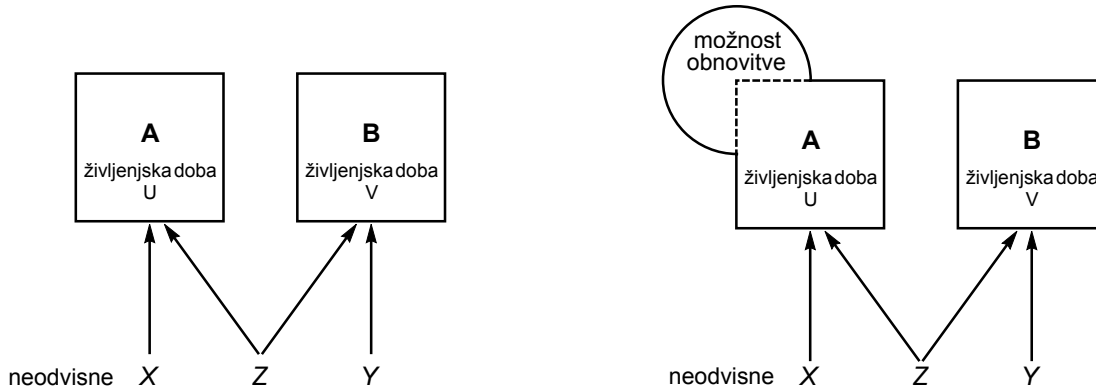 A
življenjska doba
U
B
življenjska doba
V
neodvisne X Z Y
možnost
obnovitve
A
življenjska doba
U
B
življenjska doba
V
neodvisne X Z Y